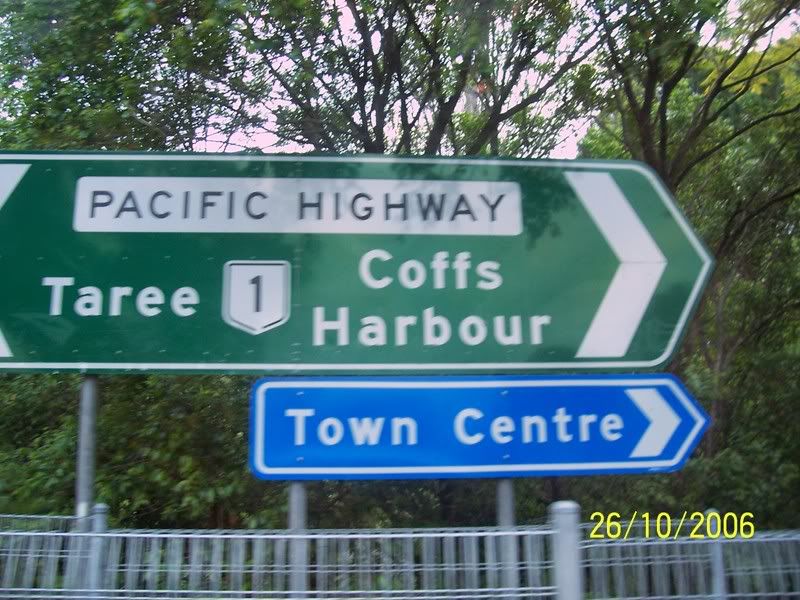 PACIFIC HIGHWAY
Taree 1 Coffs
Harbour
Town Centre
26/10/2006